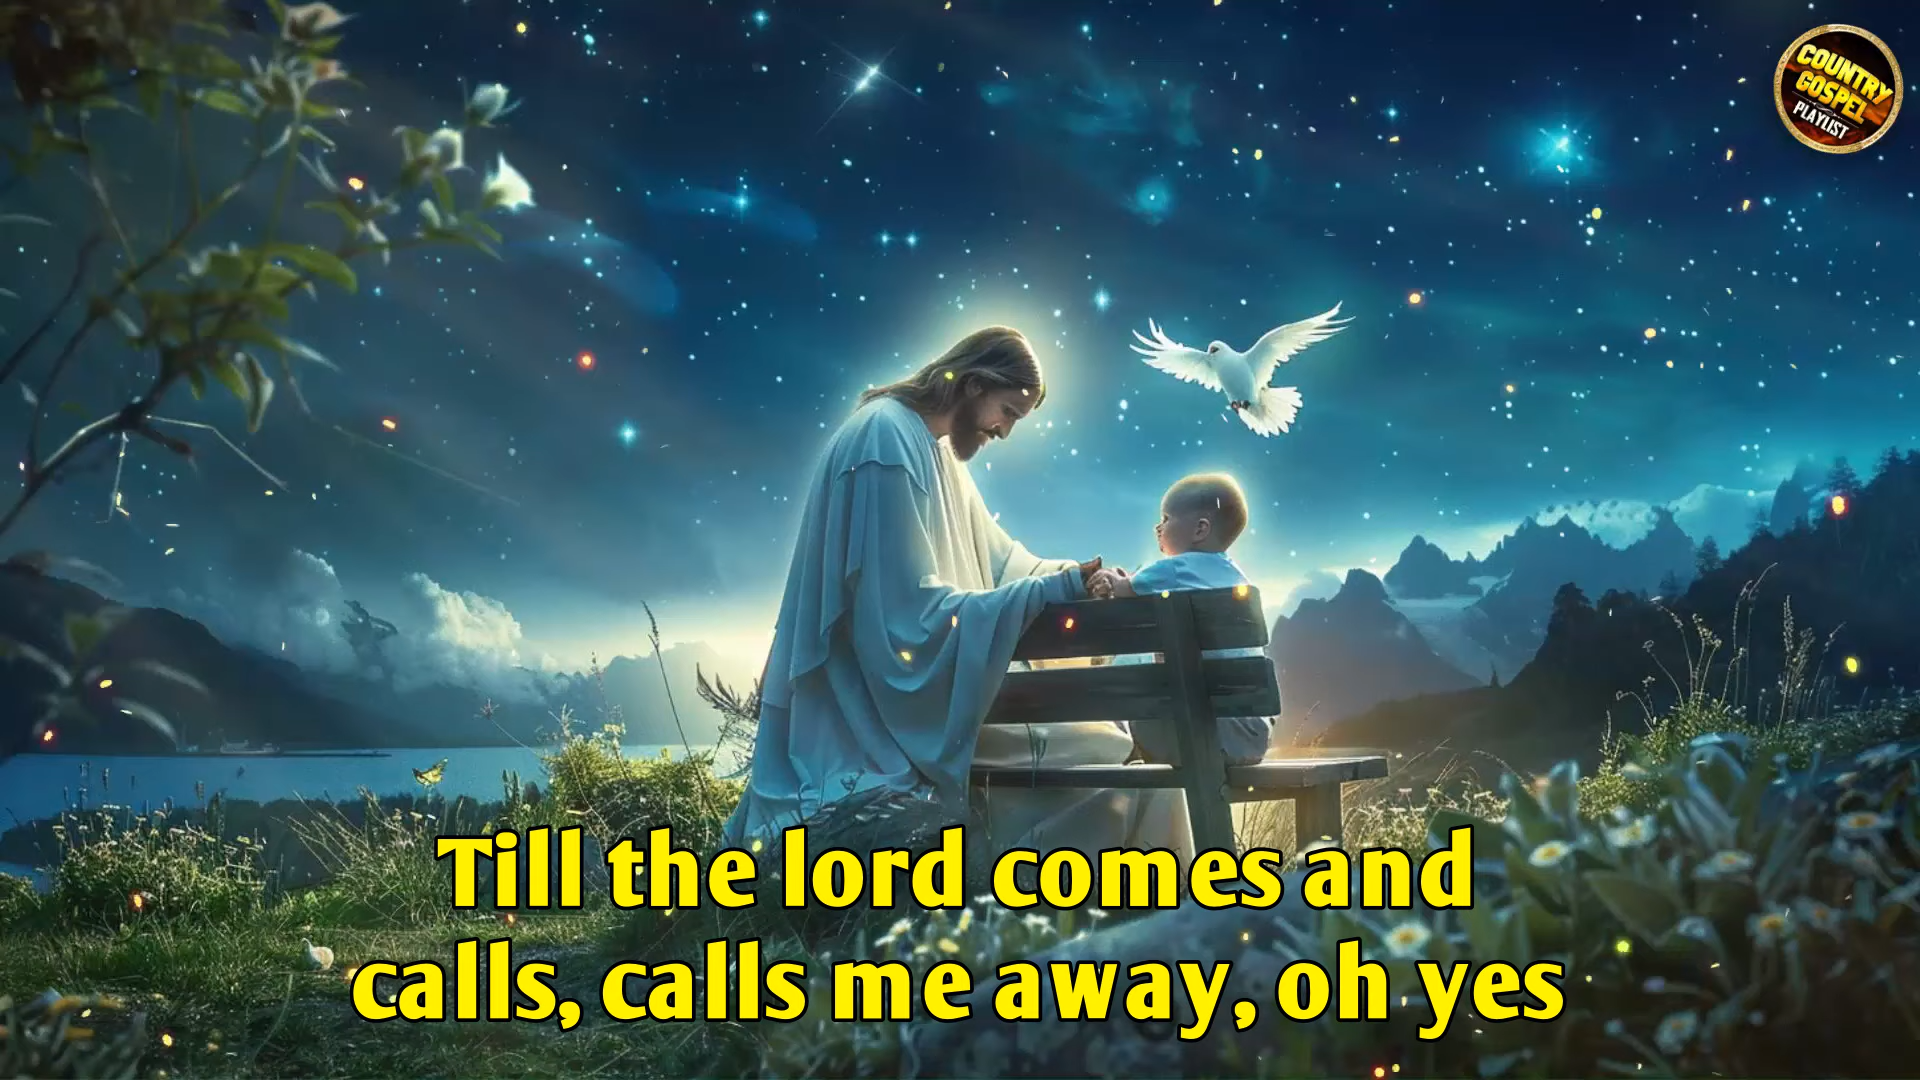 COUNTRY
GOSPEL
PLAYLIST
Till the lord comes and
calls, calls me away, oh yes